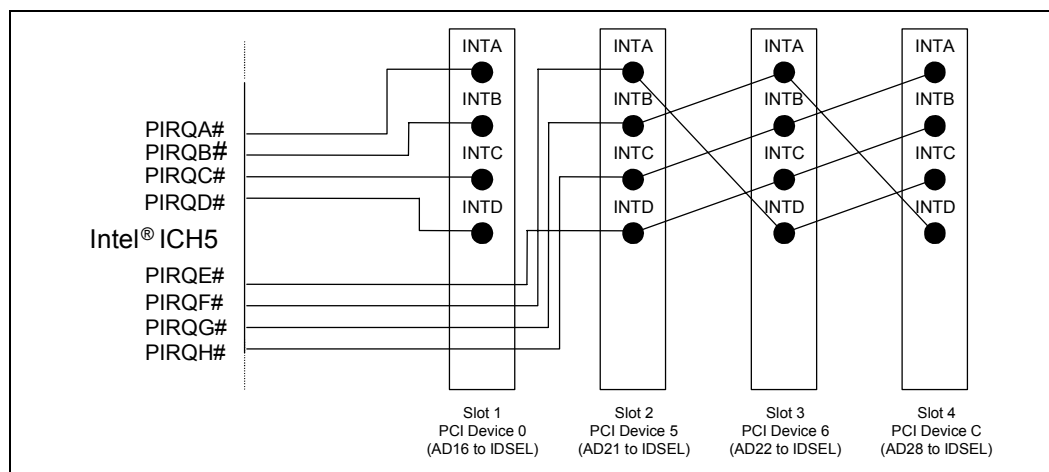 INTA
INTB
INTC
INTD
INTA
INTB
INTC
INTD
INTA
INTB
INTC
INTD
INTA
INTB
INTC
INTD
PIRQA#
PIRQB#
PIRQC#
PIRQD#
Intel® ICH5
PIRQE#
PIRQF#
PIRQG#
PIRQH#
Slot 1
PCI Device 0
(AD16 to IDSEL)
Slot 2
PCI Device 5
(AD21 to IDSEL)
Slot 3
PCI Device 6
(AD22 to IDSEL)
Slot 4
PCI Device C
(AD28 to IDSEL)